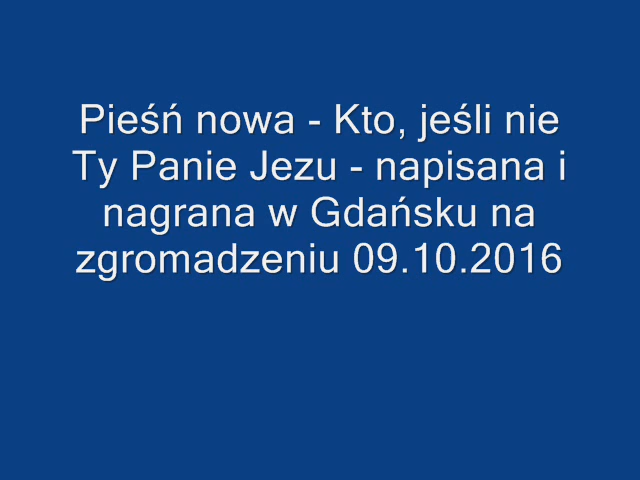 Pieśń nowa - Kto, jeśli nie
Ty Panie Jezu - napisana i
nagrana w Gdańsku na
zgromadzeniu 09.10.2016